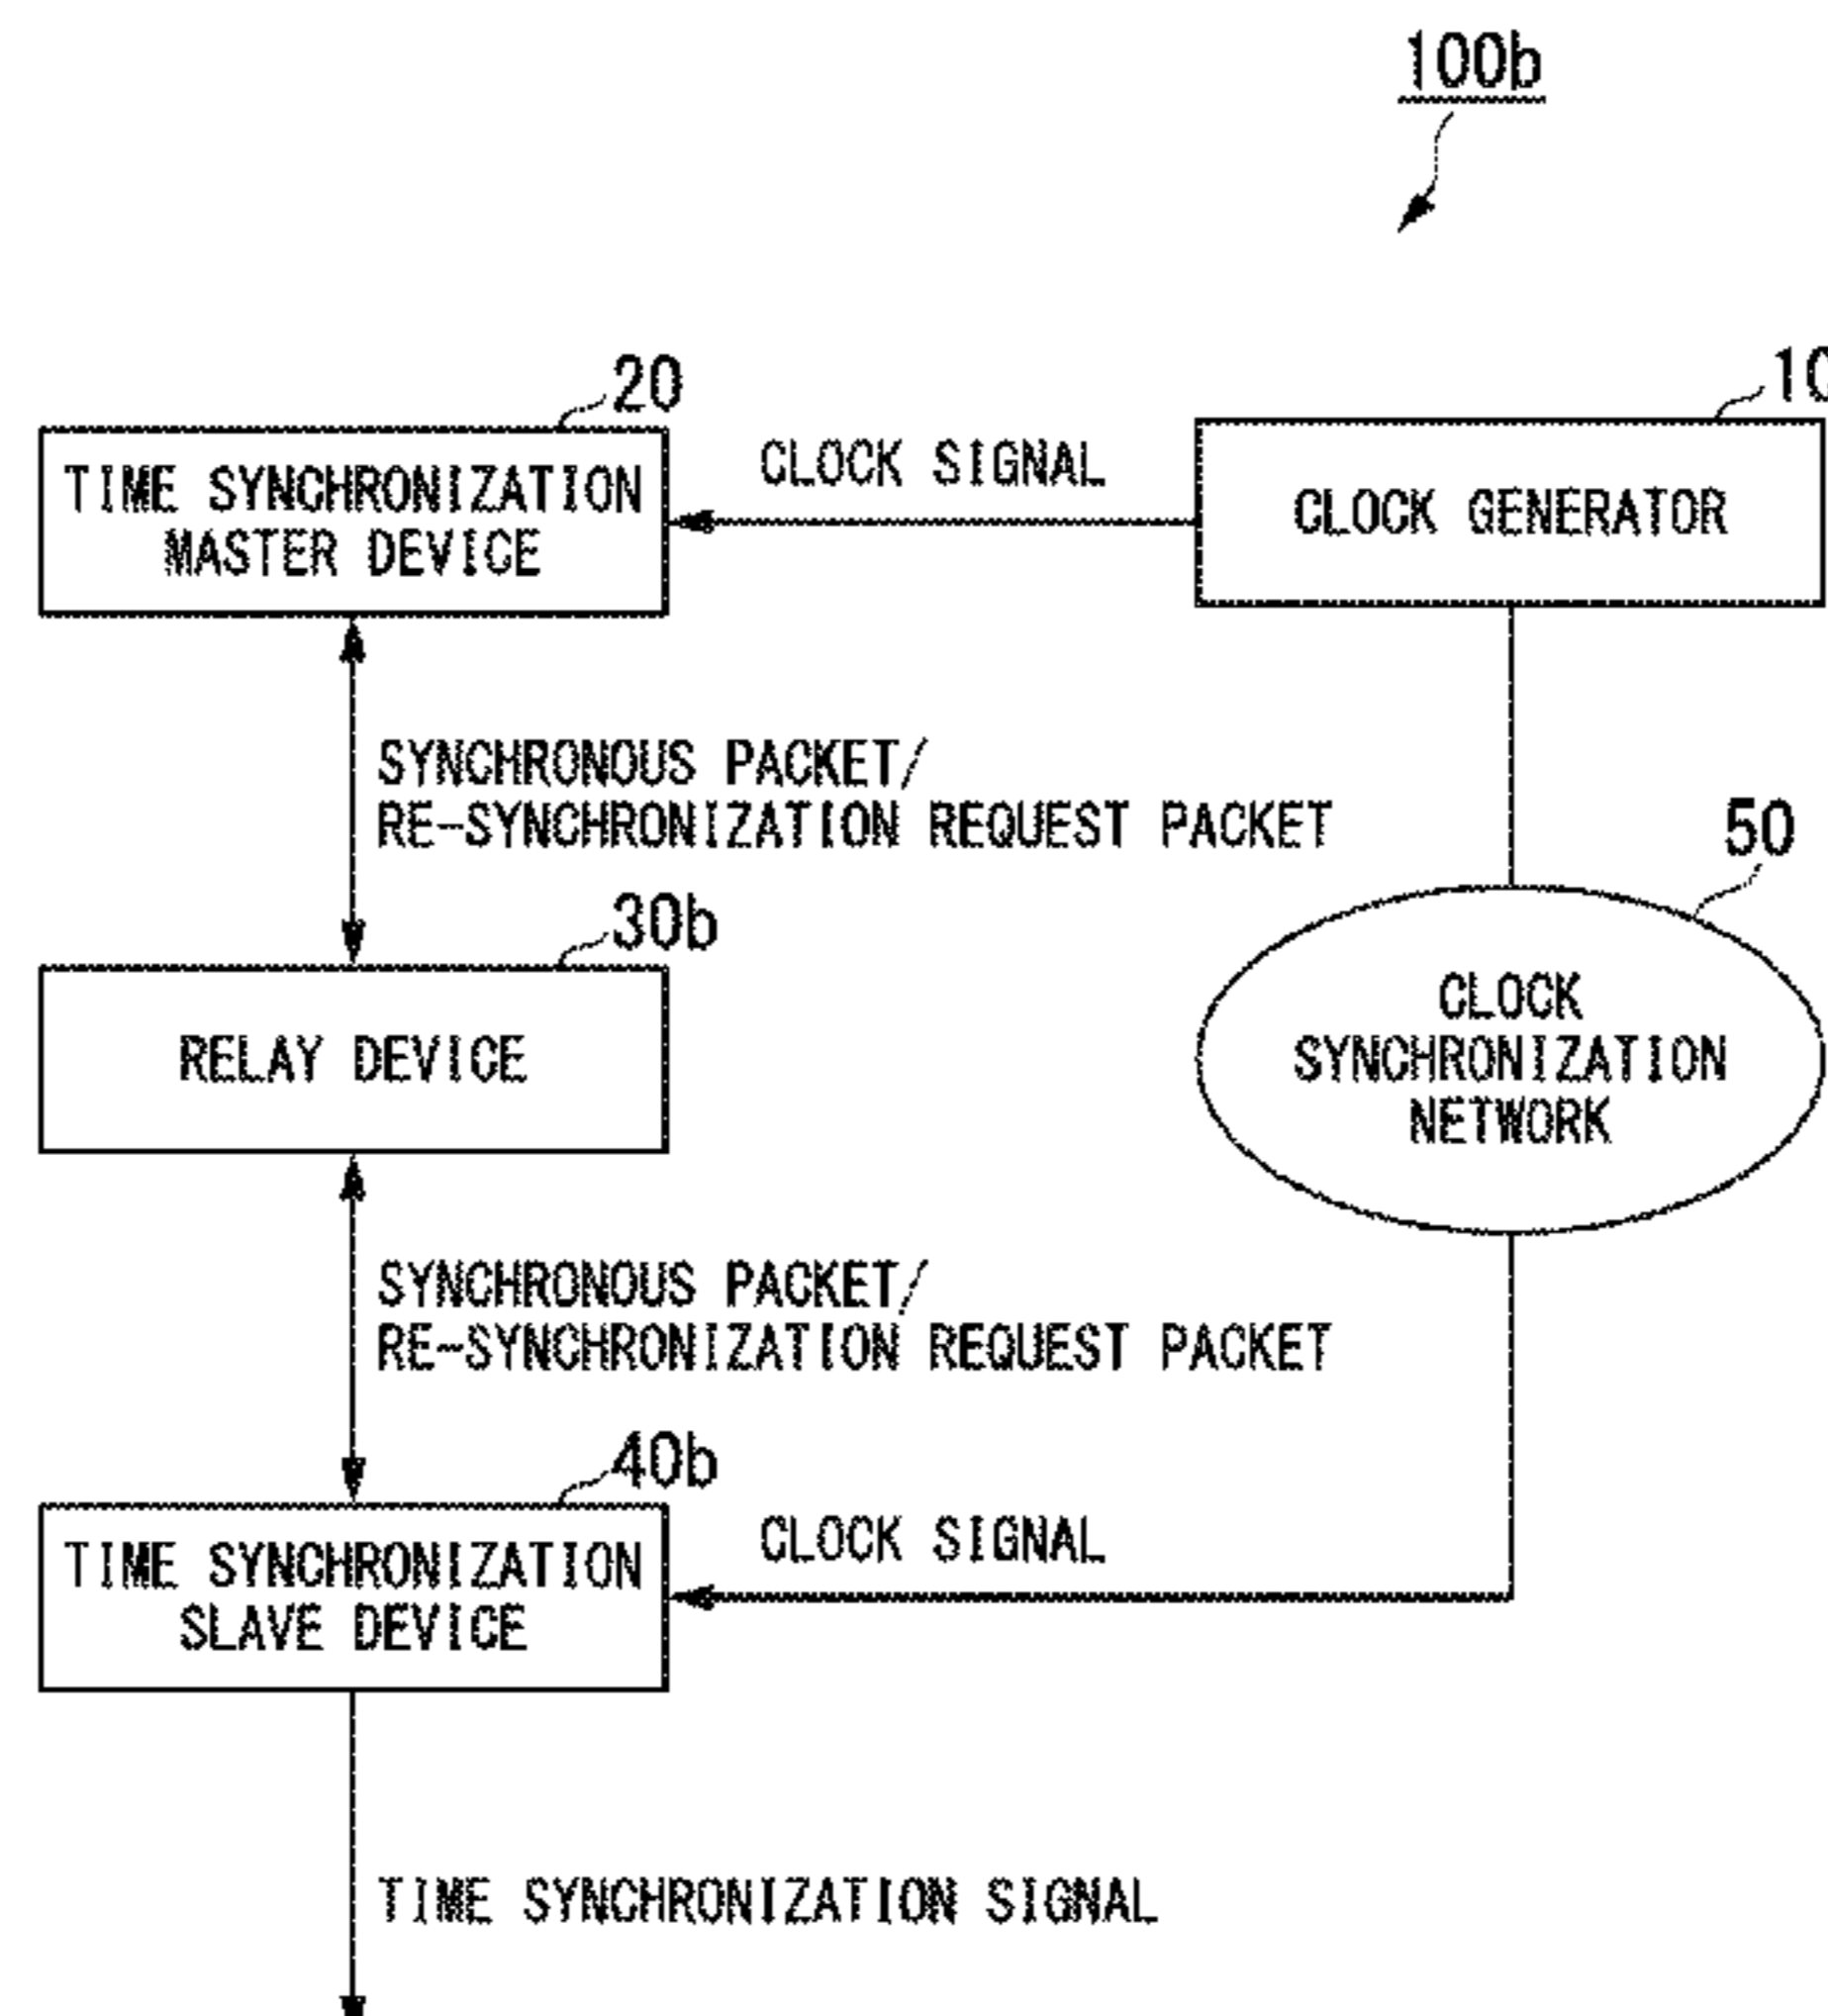 100b
20
10
TIME SYNCHRONIZATION
MASTER DEVICE
CLOCK SIGNAL
CLOCK GENERATOR
SYNCHRONOUS PACKET/
RE-SYNCHRONIZATION REQUEST PACKET
50
30b
RELAY DEVICE
CLOCK
SYNCHRONIZATION
NETWORK
SYNCHRONOUS PACKET/
RE-SYNCHRONIZATION REQUEST PACKET
40b
TIME SYNCHRONIZATION
SLAVE DEVICE
CLOCK SIGNAL
TIME SYNCHRONIZATION SIGNAL